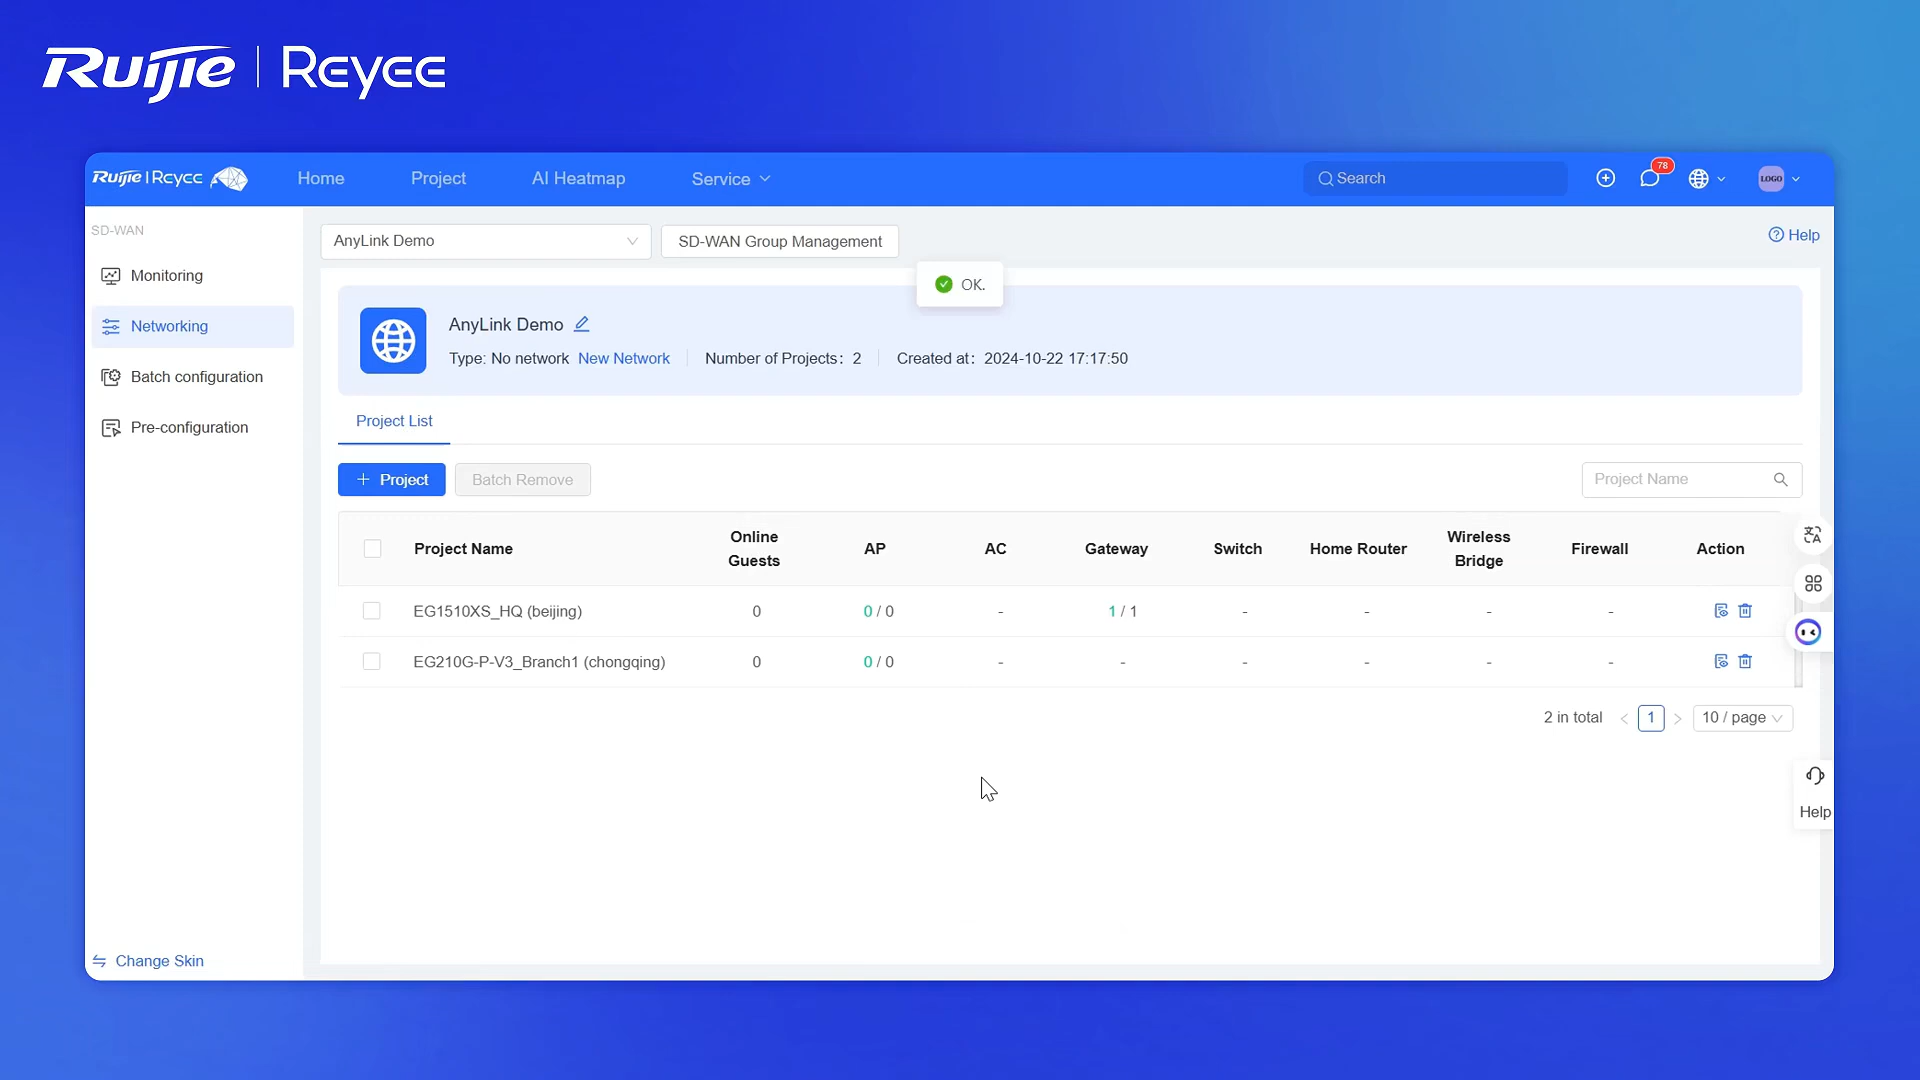 Ruijie | Reyee
Ruijie | Reyee
Home
Project
AI Heatmap
Service
Search
78
LOGO
SD-WAN
Monitoring
Networking
Batch configuration
Pre-configuration
Change Skin
AnyLink Demo
SD-WAN Group Management
Help
OK.
AnyLink Demo
Type: No network New Network Number of Projects: 2 Created at: 2024-10-22 17:17:50
Project List
+ Project
Batch Remove
Project Name
Project Name Online Guests AP AC Gateway Switch Home Router Wireless Bridge Firewall Action
EG1510XS_HQ (beijing) 0 0 / 0 - 1 / 1 - - - -
EG210G-P-V3_Branch1 (chongqing) 0 0 / 0 - - - - - -
2 in total < 1 > 10 / page
Help